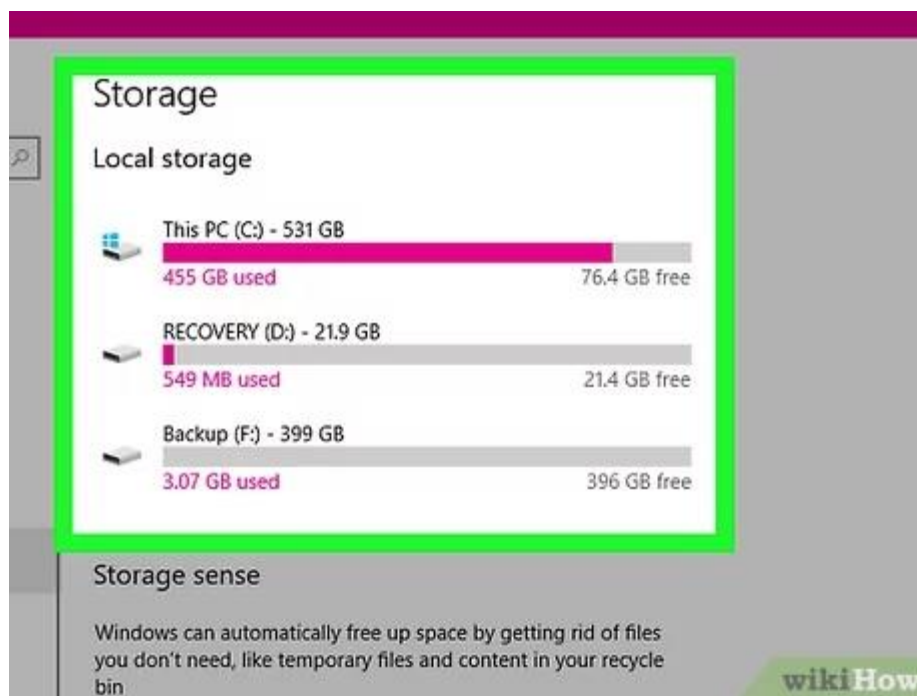 Storage
Local storage
This PC (C:) - 531 GB
455 GB used 76.4 GB free
RECOVERY (D:) - 21.9 GB
549 MB used 21.4 GB free
Backup (F:) - 399 GB
3.07 GB used 396 GB free
Storage sense
Windows can automatically free up space by getting rid of files
you don't need, like temporary files and content in your recycle
bin
wikiHow